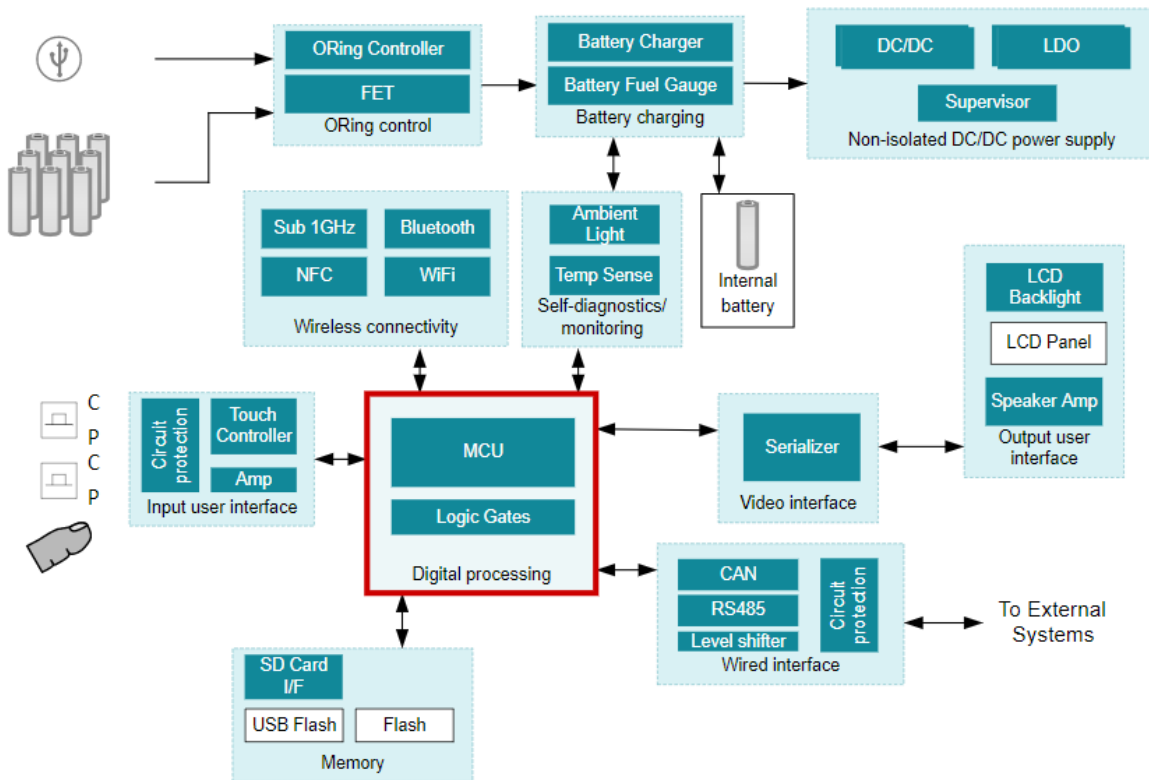 ORing Controller
FET
ORing control
Battery Charger
Battery Fuel Gauge
Battery charging
DC/DC
LDO
Supervisor
Non-isolated DC/DC power supply
Sub 1GHz
Bluetooth
NFC
WiFi
Wireless connectivity
Ambient
Light
Temp Sense
Self-diagnostics/
monitoring
Internal
battery
LCD
Backlight
LCD Panel
Speaker Amp
Output user
interface
C
P
C
P
Circuit
protection
Touch
Controller
Amp
Input user interface
MCU
Logic Gates
Digital processing
Serializer
Video interface
CAN
RS485
Level shifter
Circuit
protection
Wired interface
To External
Systems
SD Card
I/F
USB Flash
Flash
Memory